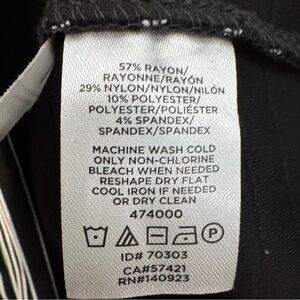 57% RAYON/
RAYONNE/RAYÓN
29% NYLON/NYLON/NILÓN
10% POLYESTER/
POLYESTER/POLIÉSTER
4% SPANDEX/
SPANDEX/SPANDEX
MACHINE WASH COLD
ONLY NON-CHLORINE
BLEACH WHEN NEEDED
RESHAPE DRY FLAT
COOL IRON IF NEEDED
OR DRY CLEAN
474000
ID# 70303
CA#57421
RN#140923